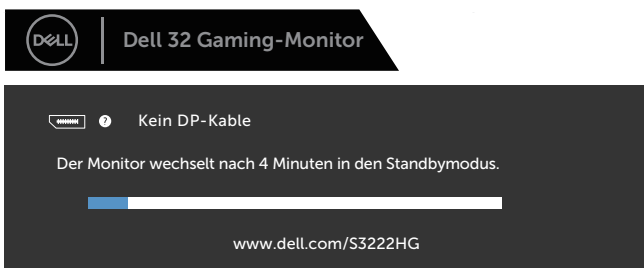 DELL
Dell 32 Gaming-Monitor
? Kein DP-Kable
Der Monitor wechselt nach 4 Minuten in den Standbymodus.
www.dell.com/S3222HG